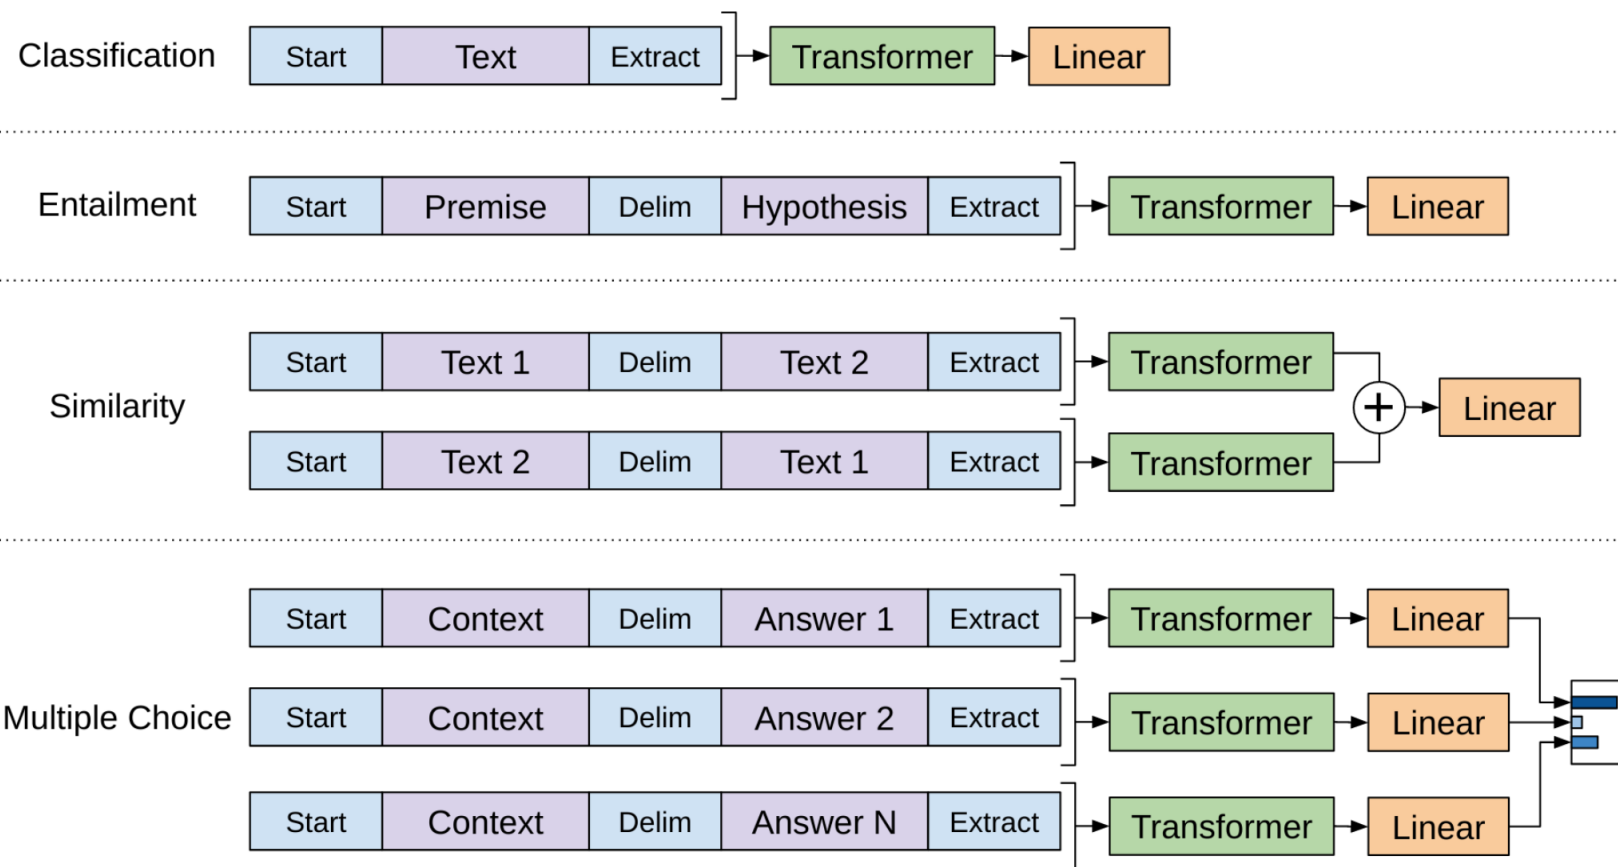 Classification Start Text Extract Transformer Linear
Entailment Start Premise Delim Hypothesis Extract Transformer Linear
Start Text 1 Delim Text 2 Extract Transformer
Similarity + Linear
Start Text 2 Delim Text 1 Extract Transformer
Start Context Delim Answer 1 Extract Transformer Linear
Multiple Choice Start Context Delim Answer 2 Extract Transformer Linear
Start Context Delim Answer N Extract Transformer Linear